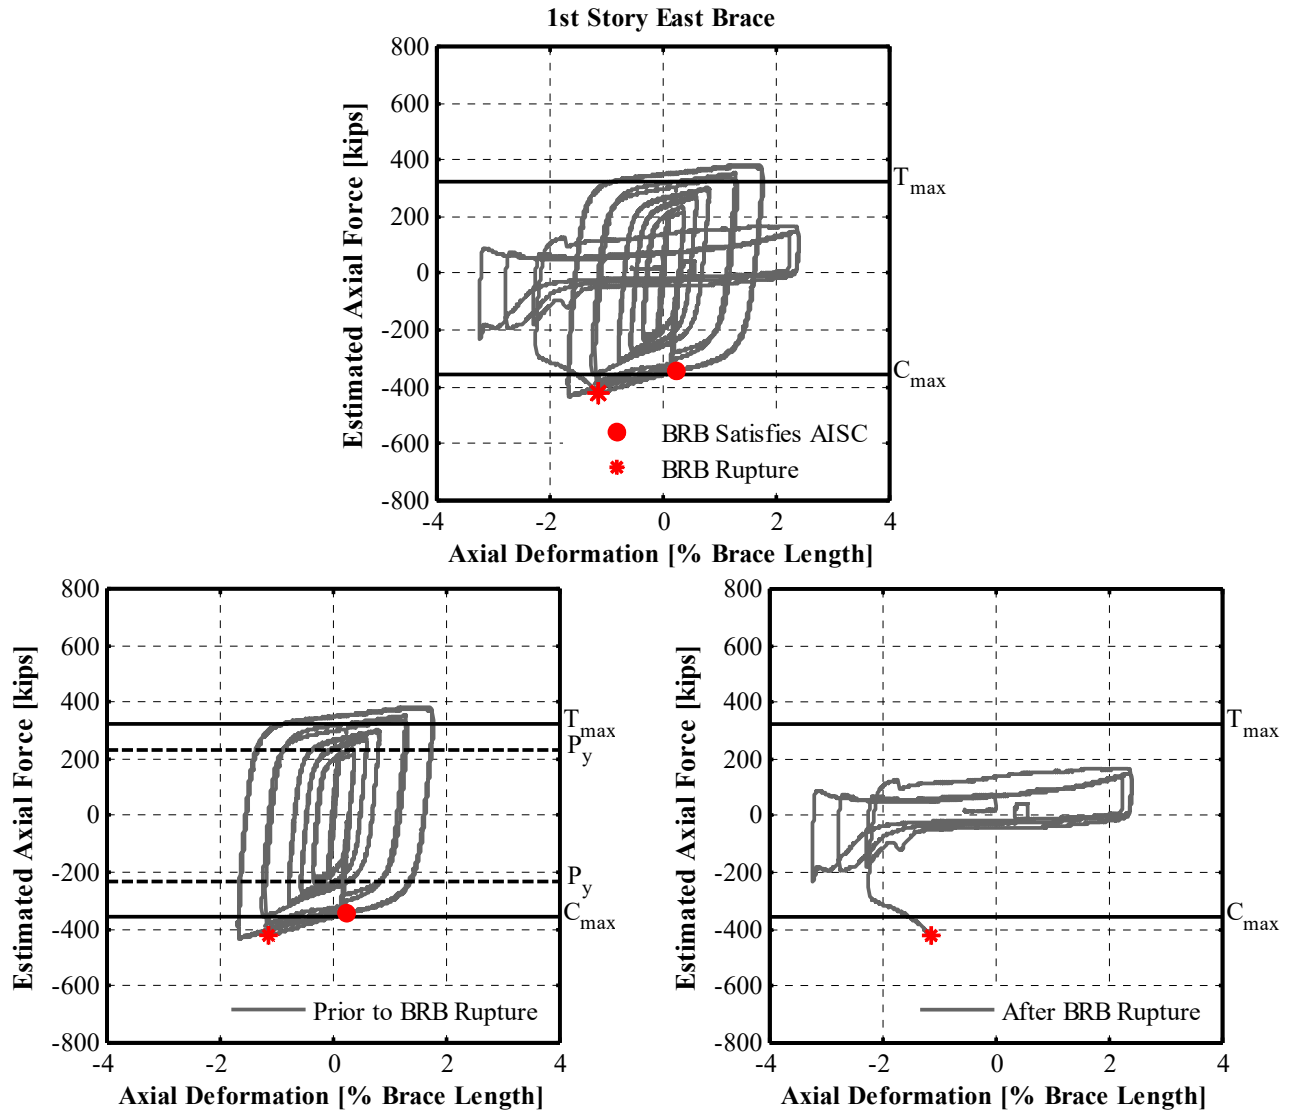 1st Story East Brace
Estimated Axial Force [kips]
800
600
400
200
0
-200
-400
-600
-800
T max
C max
BRB Satisfies AISC
BRB Rupture
-4 -2 0 2 4
Axial Deformation [% Brace Length]
Estimated Axial Force [kips]
800
600
400
200
0
-200
-400
-600
-800
T max
P y
P y
C max
Prior to BRB Rupture
-4 -2 0 2 4
Axial Deformation [% Brace Length]
Estimated Axial Force [kips]
800
600
400
200
0
-200
-400
-600
-800
T max
C max
After BRB Rupture
-4 -2 0 2 4
Axial Deformation [% Brace Length]